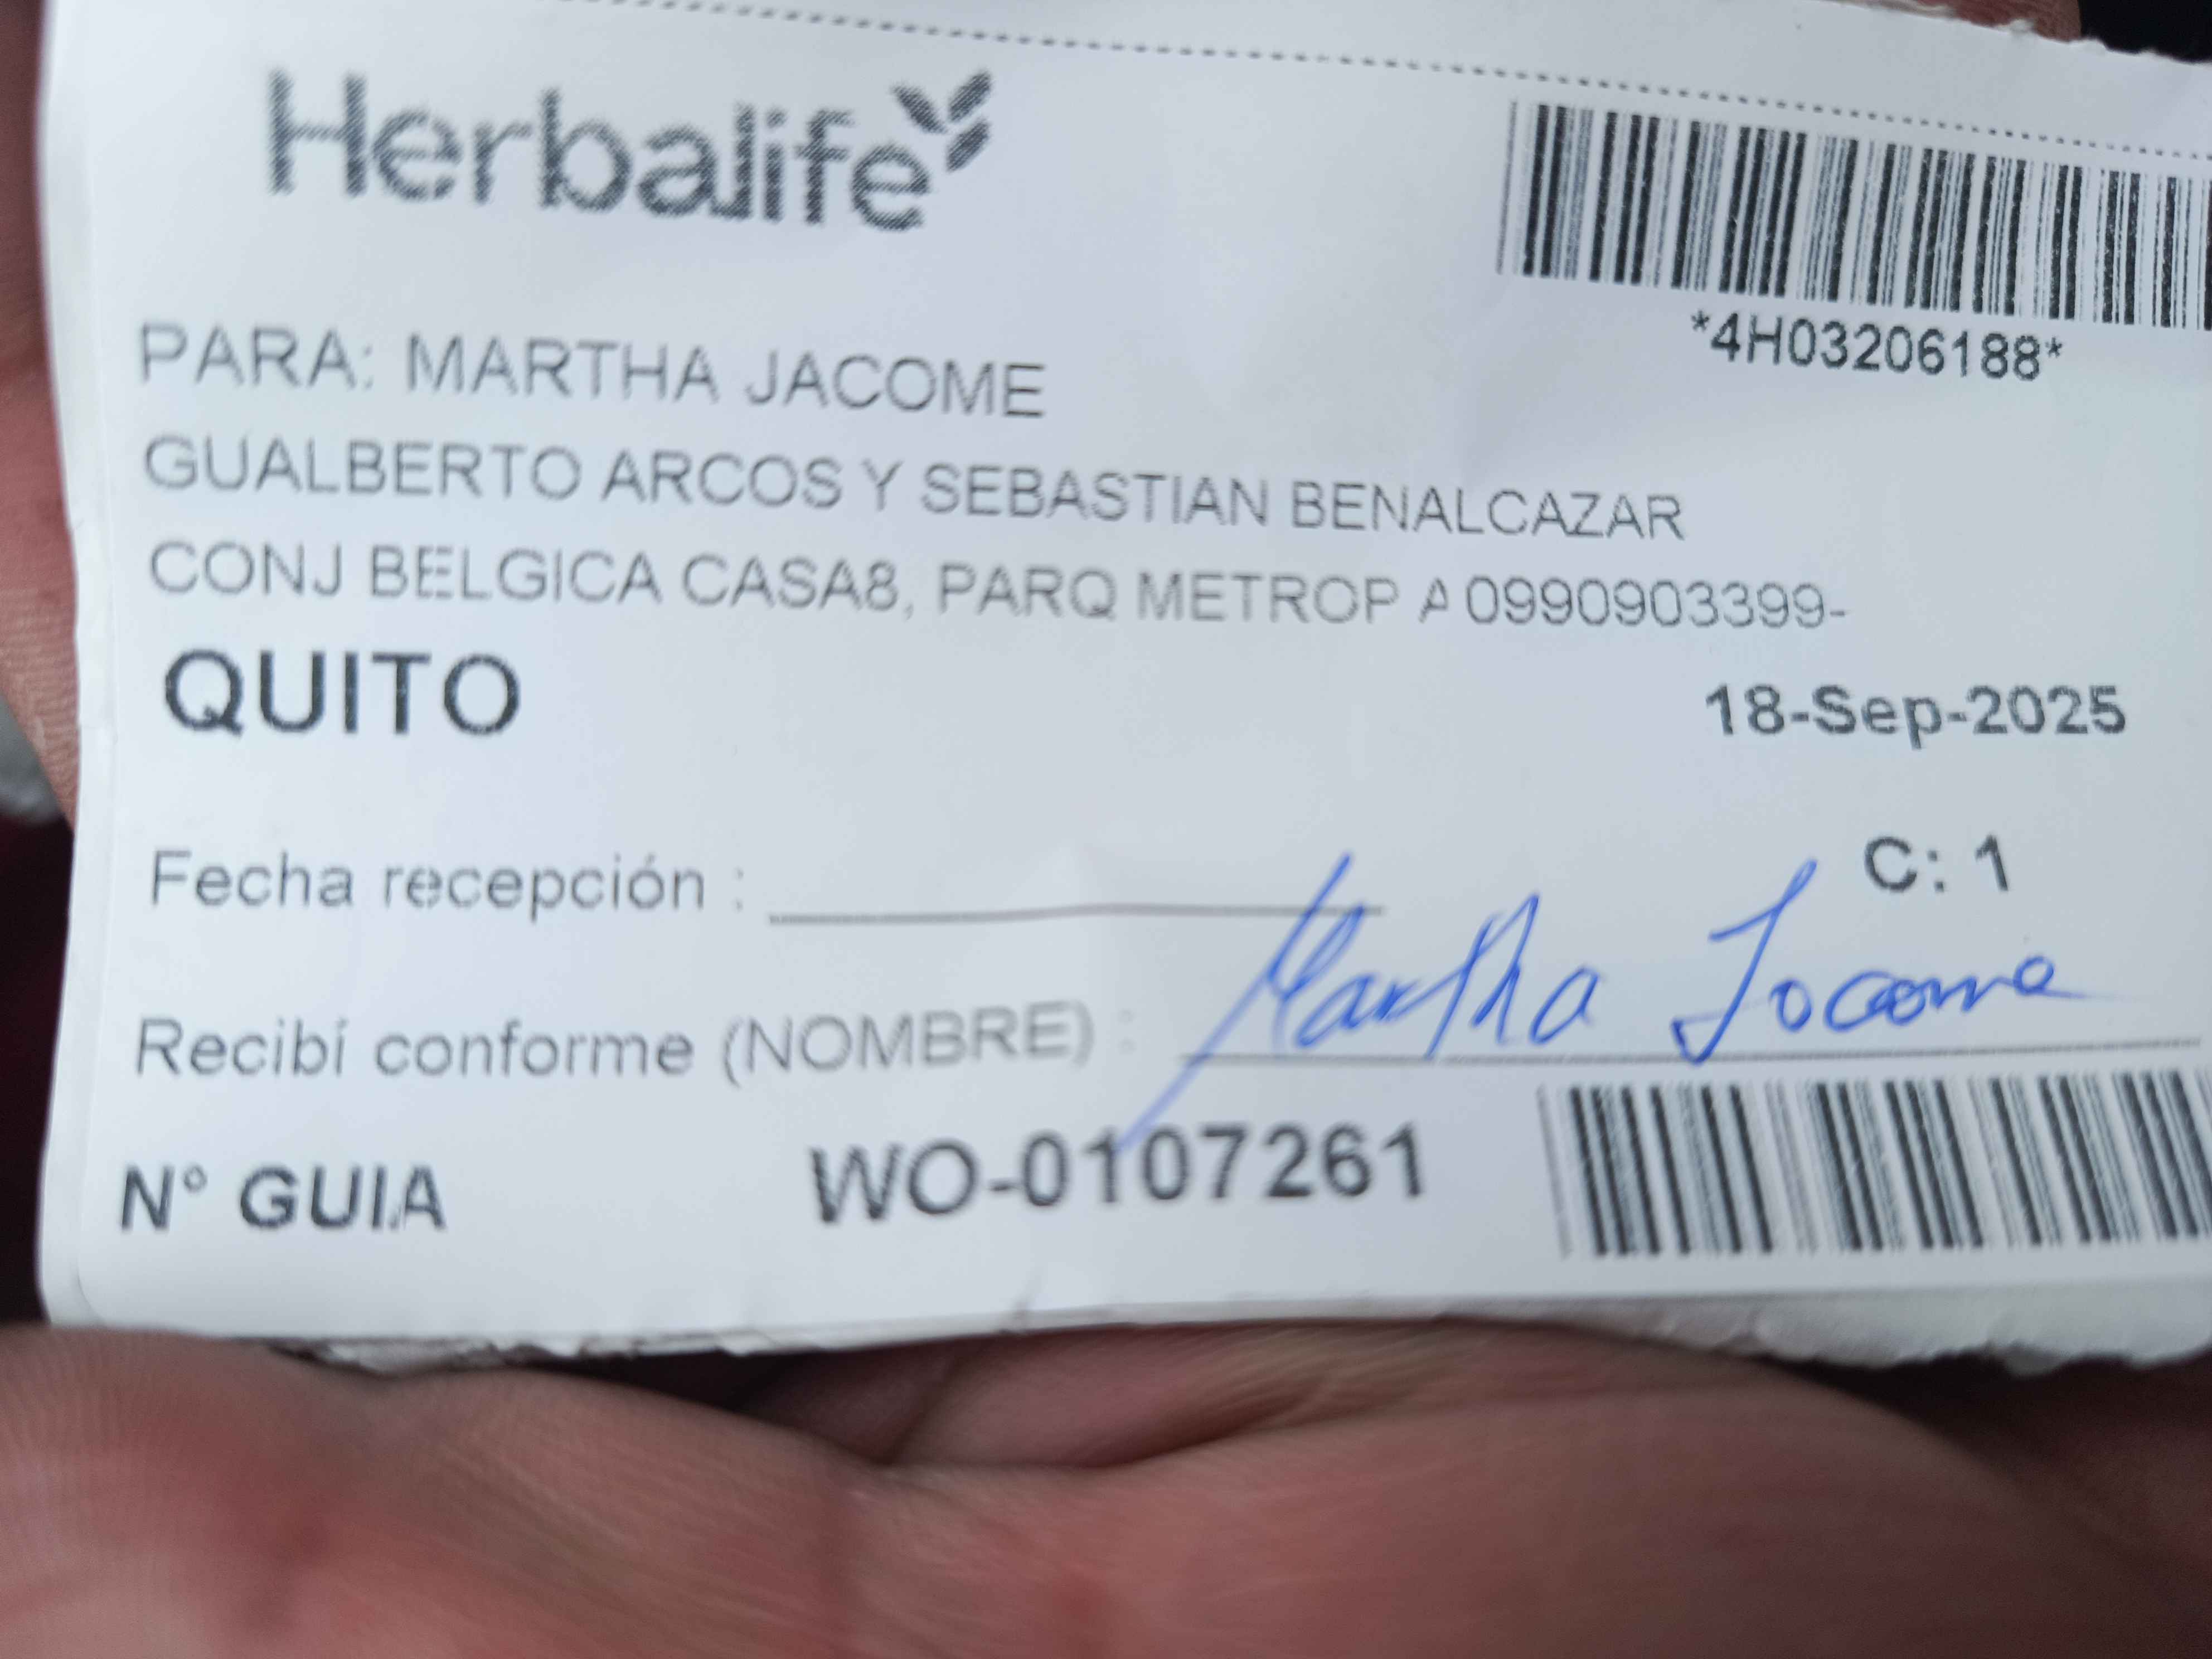 Herbalife
*4H03206188*
PARA: MARTHA JACOME
GUALBERTO ARCOS Y SEBASTIAN BENALCAZAR
CONJ BELGICA CASA8, PARQ METROP A 0990903399-
QUITO
18-Sep-2025
C: 1
Fecha recepción :
Recibí conforme (NOMBRE) : Martha Jocome
N° GUIA WO-0107261